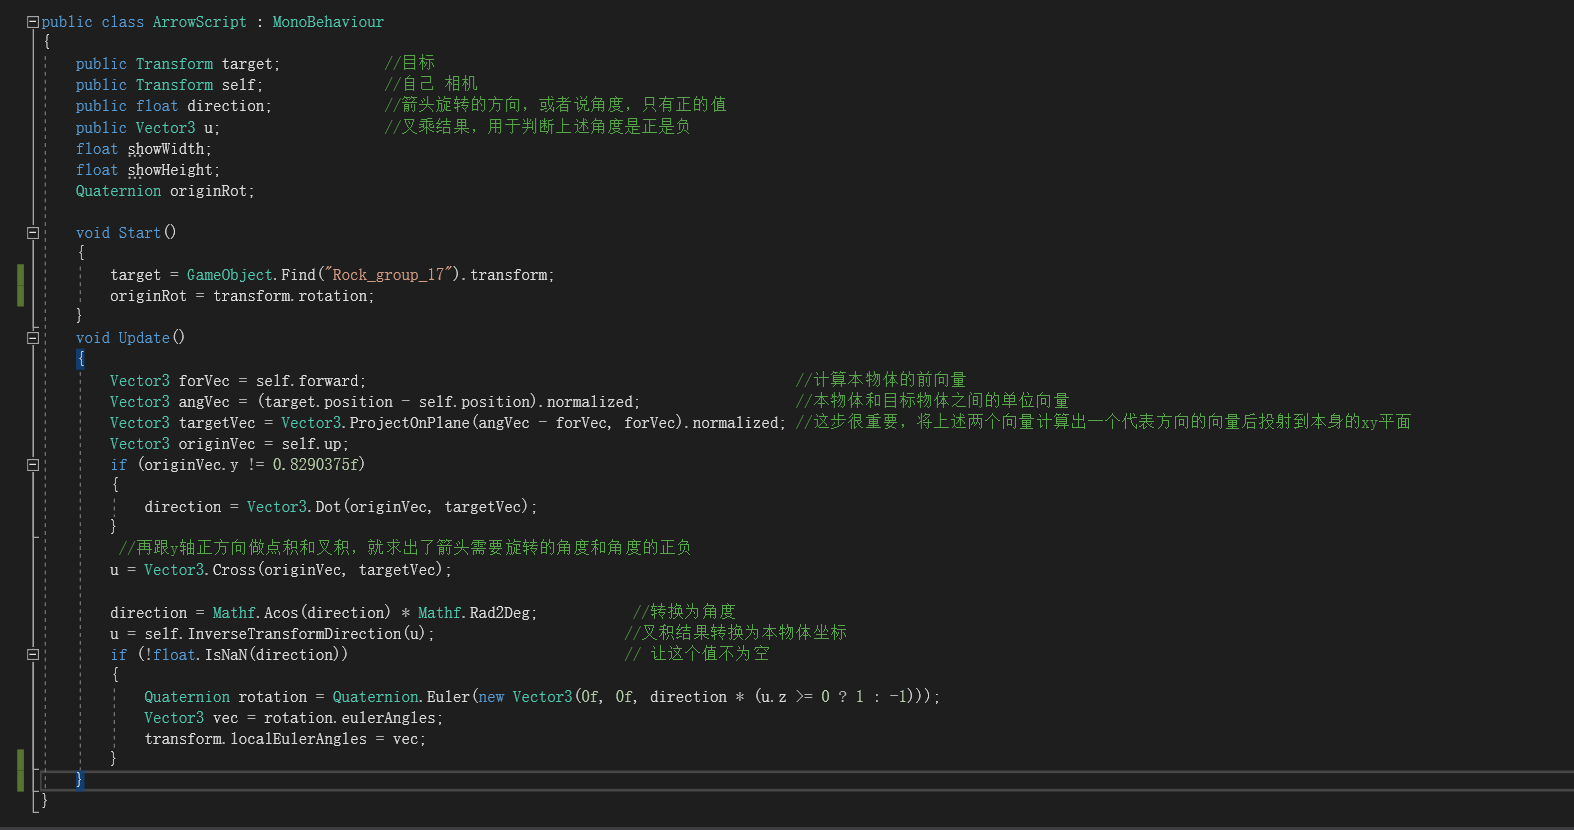 public class ArrowScript : MonoBehaviour
{
    public Transform target;            //目标
    public Transform self;              //自己 相机
    public float direction;             //箭头旋转的方向，或者说角度，只有正的值
    public Vector3 u;                   //叉乘结果，用于判断上述角度是正是负
    float showWidth;
    float showHeight;
    Quaternion originRot;

    void Start()
    {
        target = GameObject.Find("Rock_group_17").transform;
        originRot = transform.rotation;
    }
    void Update()
    {
        Vector3 forVec = self.forward;                                                  //计算本物体的前向量
        Vector3 angVec = (target.position - self.position).normalized;                  //本物体和目标物体之间的单位向量
        Vector3 targetVec = Vector3.ProjectOnPlane(angVec - forVec, forVec).normalized; //这步很重要，将上述两个向量计算出一个代表方向的向量后投射到本身的xy平面
        Vector3 originVec = self.up;
        if (originVec.y != 0.8290375f)
        {
            direction = Vector3.Dot(originVec, targetVec);
        }
         //再跟y轴正方向做点积和叉积，就求出了箭头需要旋转的角度和角度的正负
        u = Vector3.Cross(originVec, targetVec);

        direction = Mathf.Acos(direction) * Mathf.Rad2Deg;           //转换为角度
        u = self.InverseTransformDirection(u);                      //叉积结果转换为本物体坐标
        if (!float.IsNaN(direction))                                // 让这个值不为空
        {
            Quaternion rotation = Quaternion.Euler(new Vector3(0f, 0f, direction * (u.z >= 0 ? 1 : -1)));
            Vector3 vec = rotation.eulerAngles;
            transform.localEulerAngles = vec;
        }
    }
}